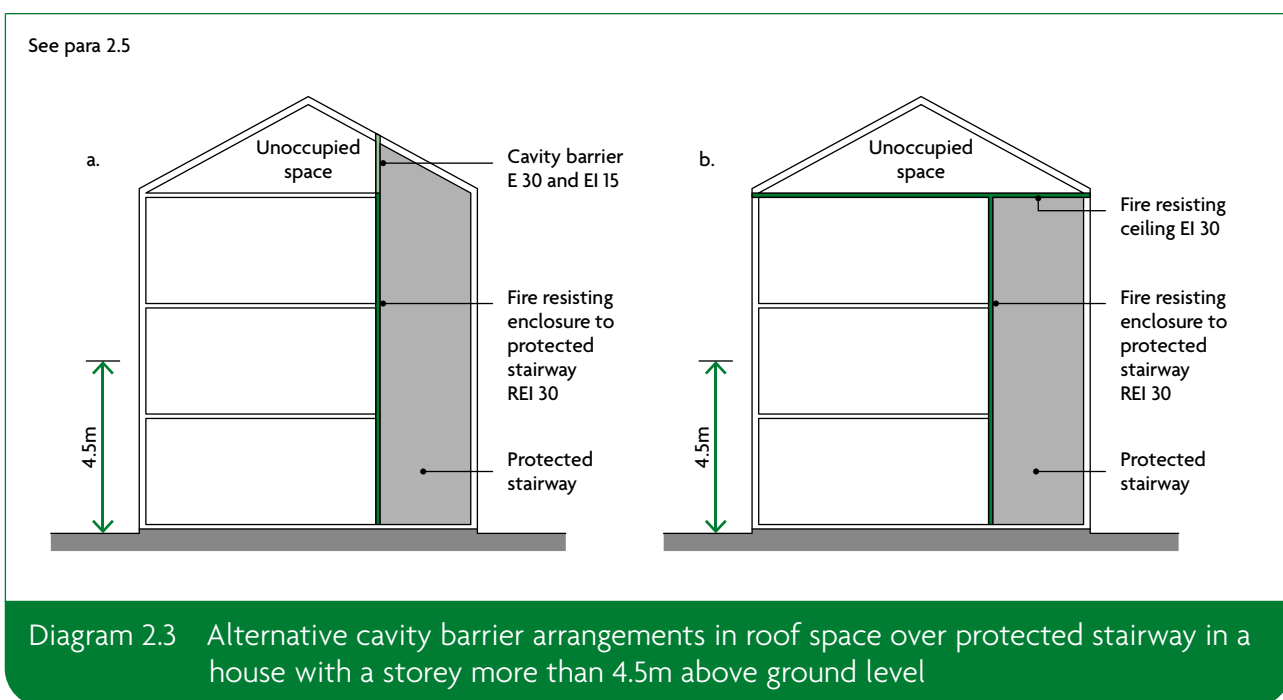 See para 2.5
a.
Unoccupied
space
Cavity barrier
E 30 and EI 15
Fire resisting
enclosure to
protected
stairway
REI 30
Protected
stairway
4.5m
b.
Unoccupied
space
Fire resisting
ceiling EI 30
Fire resisting
enclosure to
protected
stairway
REI 30
Protected
stairway
4.5m
Diagram 2.3 Alternative cavity barrier arrangements in roof space over protected stairway in a
house with a storey more than 4.5m above ground level